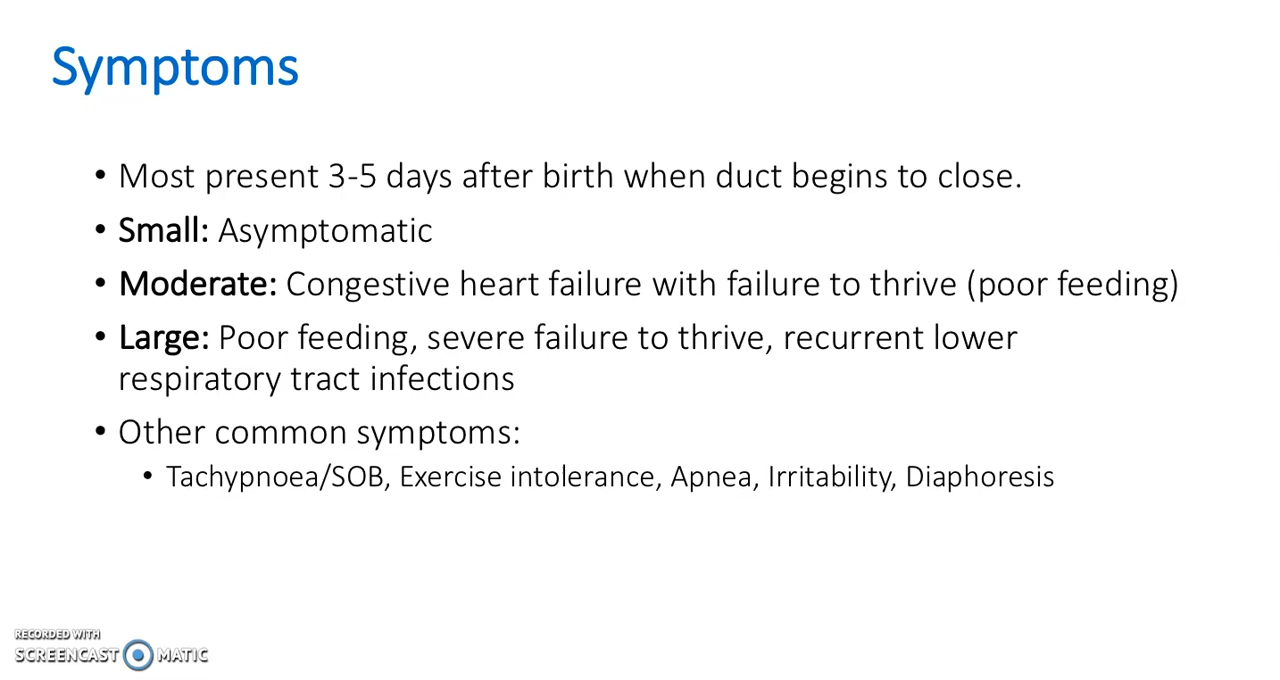 Symptoms
• Most present 3-5 days after birth when duct begins to close.
• Small: Asymptomatic
• Moderate: Congestive heart failure with failure to thrive (poor feeding)
• Large: Poor feeding, severe failure to thrive, recurrent lower
respiratory tract infections
• Other common symptoms:
• Tachypnoea/SOB, Exercise intolerance, Apnea, Irritability, Diaphoresis
RECORDED WITH
SCREENCAST MATIC